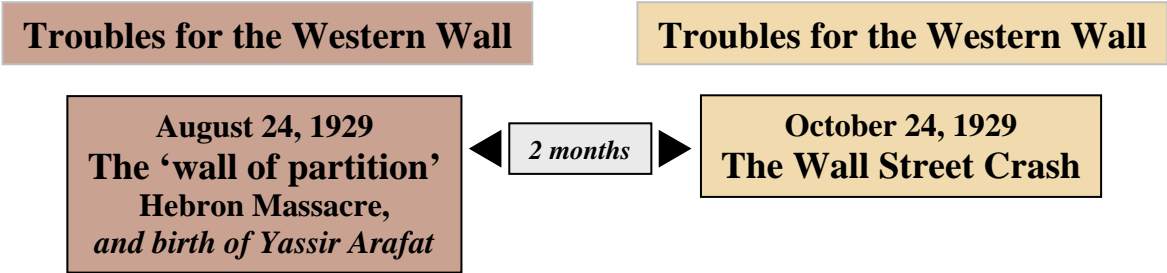 Troubles for the Western Wall
Troubles for the Western Wall
August 24, 1929
The ‘wall of partition’
Hebron Massacre,
and birth of Yassir Arafat
2 months
October 24, 1929
The Wall Street Crash